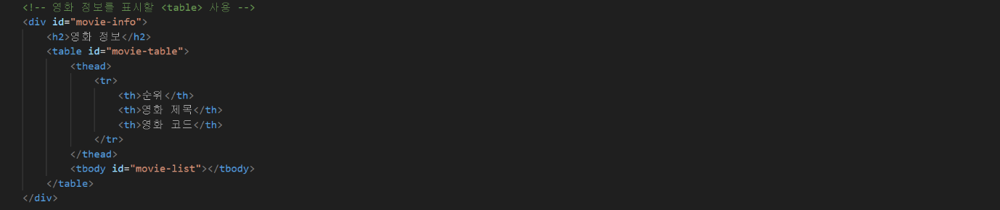 <!-- 영화 정보를 표시할 <table> 사용 -->
<div id="movie-info">
<h2>영화 정보</h2>
<table id="movie-table">
<thead>
<tr>
<th>순위</th>
<th>영화 제목</th>
<th>영화 코드</th>
</tr>
</thead>
<tbody id="movie-list"></tbody>
</table>
</div>